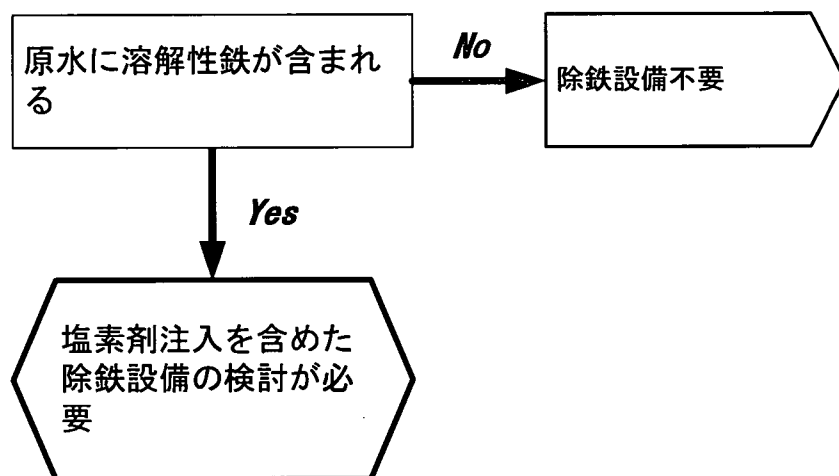 原水に溶解性鉄が含まれ
る
No
除鉄設備不要
Yes
塩素剤注入を含めた
除鉄設備の検討が必
要